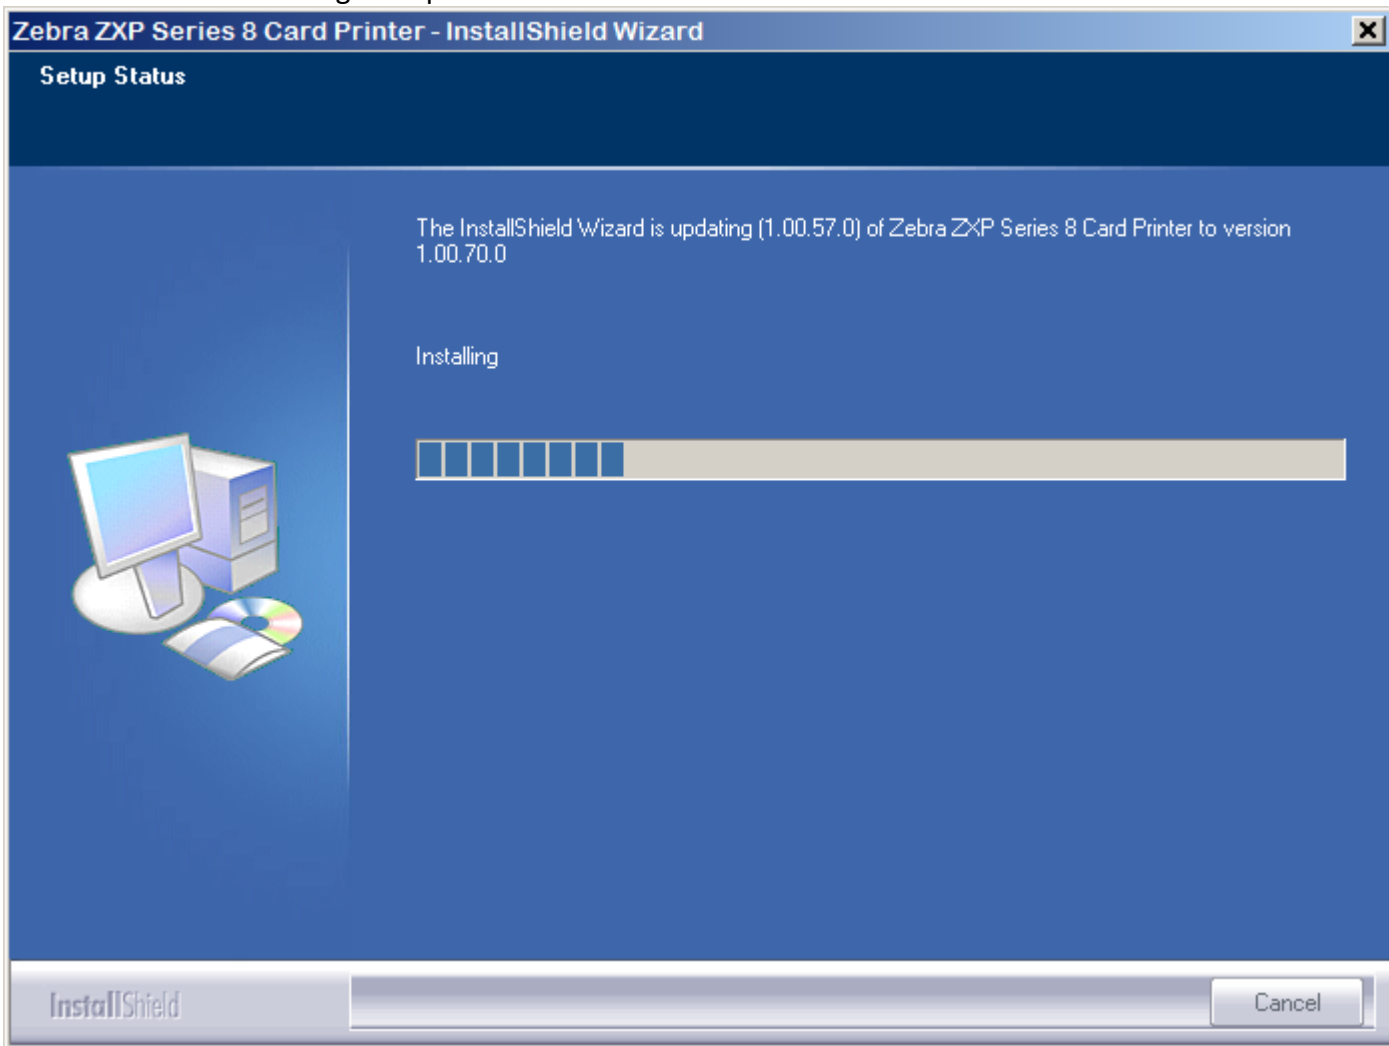 Zebra ZXP Series 8 Card Printer - InstallShield Wizard
Setup Status
The InstallShield Wizard is updating (1.00.57.0) of Zebra ZXP Series 8 Card Printer to version
1.00.70.0
Installing
InstallShield
Cancel